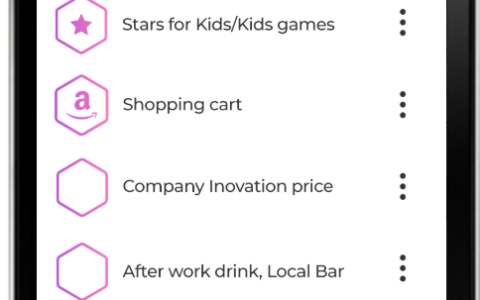 Stars for Kids/Kids games
a
Shopping cart
Company Inovation price
After work drink, Local Bar